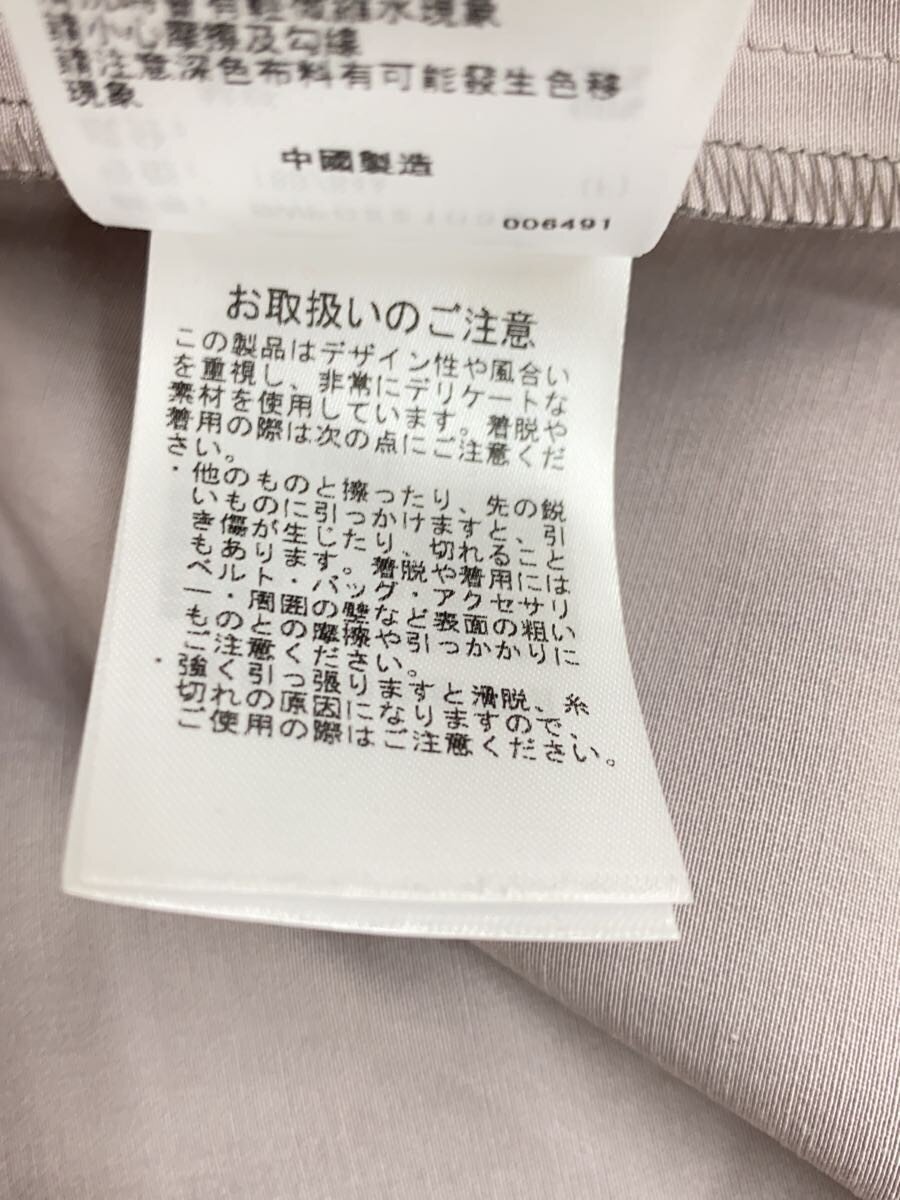 請小心摩擦及勾綠
請注意深色布料有可能發生色移
現象
中國製造
006491
お取扱いのご注意
この製品はデザイン性や風合い
を重視し、非常にデリケートな
素材を使用しています。着脱や
着用の際は次の点にご注意くだ
さい。
・他のものと擦ったり、先の鋭
いものに引っかけますと、引
き傷が生じたり、切れること
もあります。着脱や着用には
ベルト・バッグ・アクセサリ
ー・周囲の壁など表面の粗い
ものとの摩擦や引っかかりに
ご注意ください。
・強く引っ張りますと滑脱、糸
切れの原因になりますので、
ご使用の際はご注意ください。